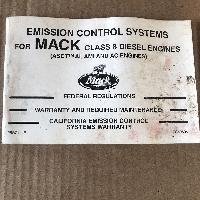 EMISSION CONTROL SYSTEMS
FOR MACK CLASS 8 DIESEL ENGINES
Mack
FEDERAL REGULATIONS
WARRANTY AND REQUIRED MAINTENANCE
CALIFORNIA EMISSION CONTROL
SYSTEMS WARRANTY